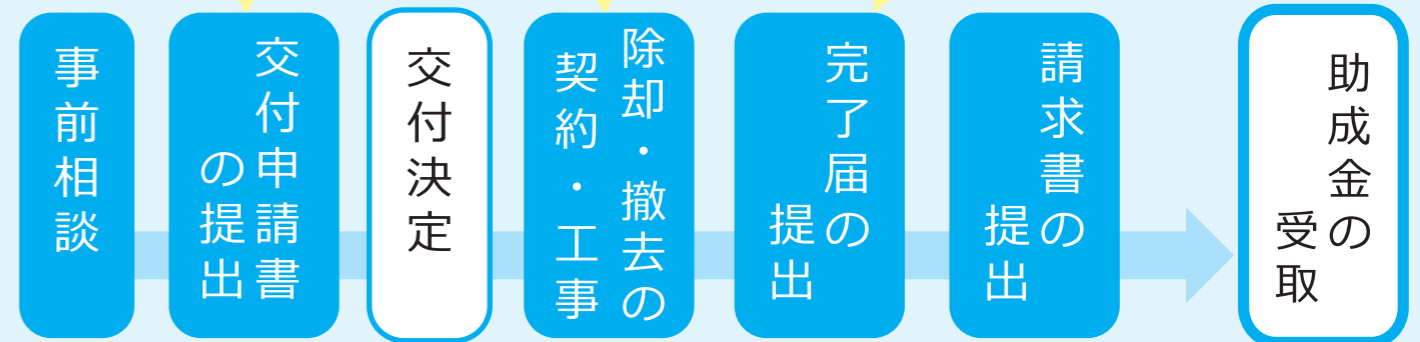 事前相談
交付申請書
の提出
交付決定
除却・撤去の
契約・工事
完了届の
提出
請求書の
提出
助成金の
受取